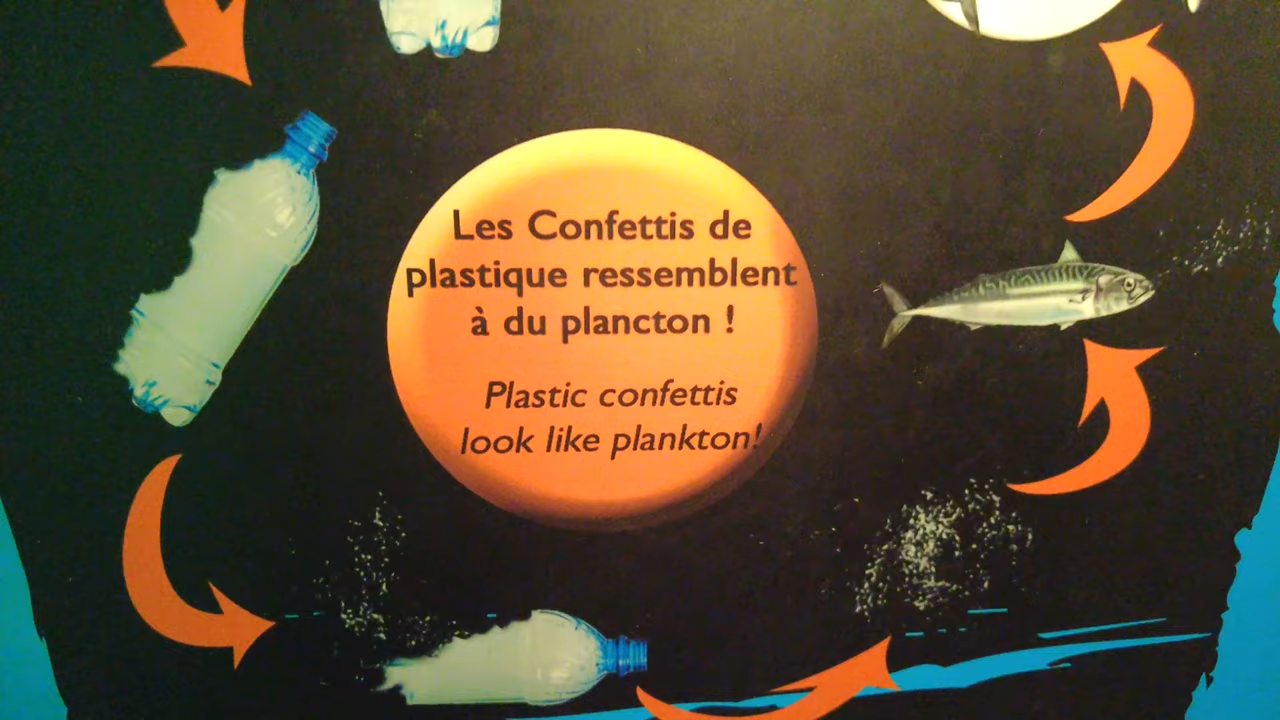 Les Confettis de
plastique ressemblent
à du plancton !
Plastic confettis
look like plankton!